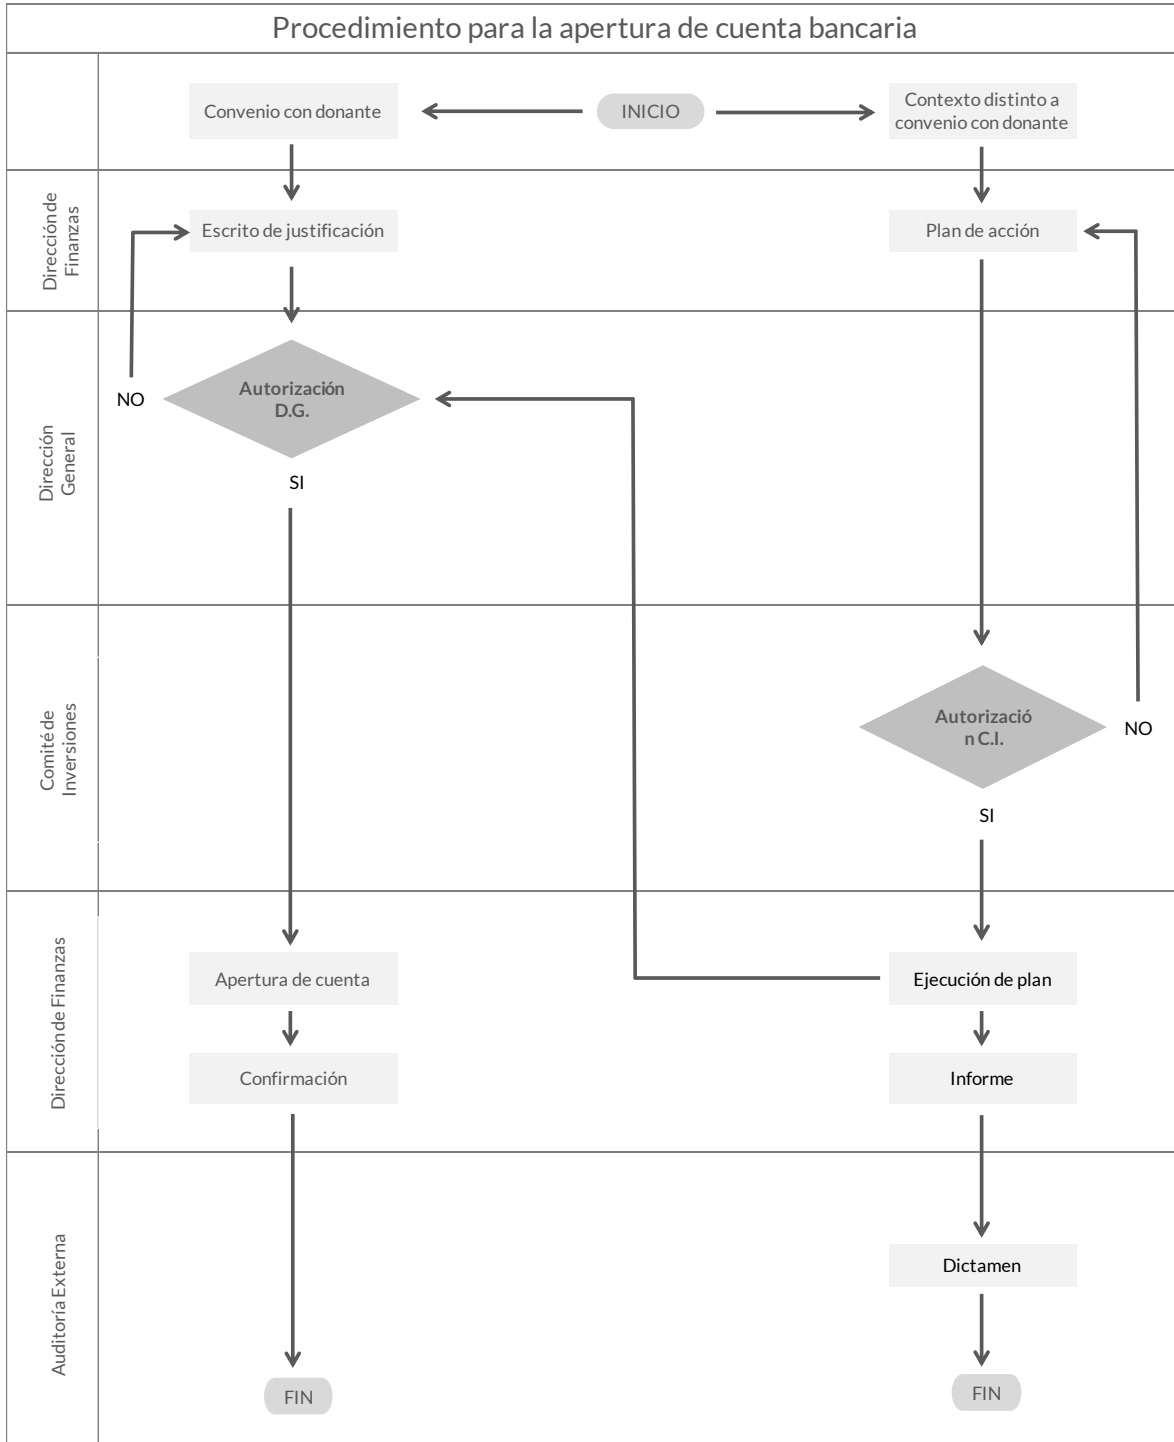 Procedimiento para la apertura de cuenta bancaria
Convenio con donante
INICIO
Contexto distinto a
convenio con donante
Dirección de
Finanzas
Escrito de justificación
Plan de acción
Dirección
General
Autorización
D.G.
NO
SI
Comité de
Inversiones
Autorizació
n C.I.
NO
SI
Dirección de Finanzas
Apertura de cuenta
Ejecución de plan
Confirmación
Informe
Auditoría Externa
Dictamen
FIN
FIN